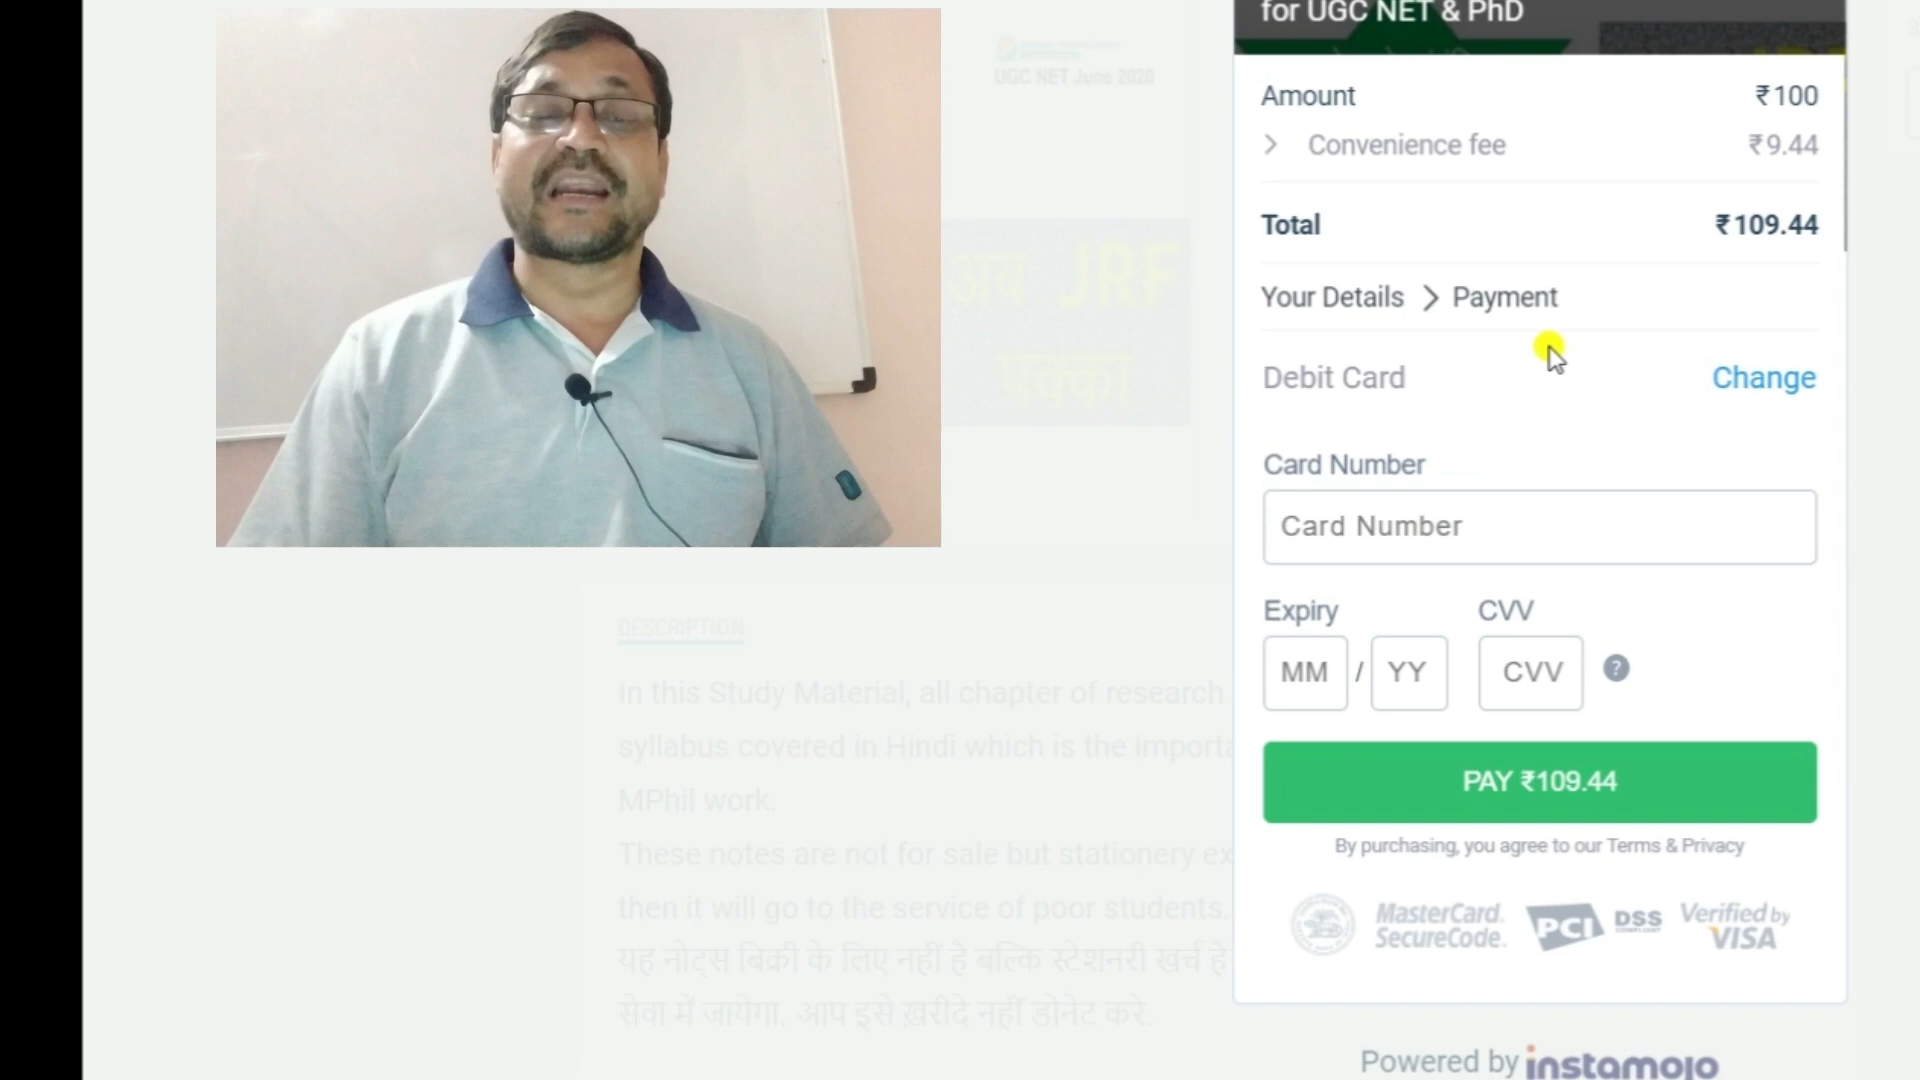 for UGC NET & PhD
UGC NET June 2020
अब JRF
पक्का
Amount ₹100
Convenience fee ₹9.44
Total ₹109.44
Your Details > Payment
Debit Card Change
Card Number
Card Number
Expiry CVV
MM / YY CVV ?
PAY ₹109.44
By purchasing, you agree to our Terms & Privacy
MasterCard. SecureCode.
PCI DSS COMPLIANT
Verified by VISA
Powered by instamojo
DESCRIPTION
In this Study Material, all chapter of research
syllabus covered in Hindi which is the importa
MPhil work.
These notes are not for sale but stationery ex
then it will go to the service of poor students.
यह नोट्स बिक्री के लिए नहीं है बल्कि स्टेशनरी खर्च है
सेवा में जायेगा. आप इसे ख़रीदे नहीं डोनेट करे.